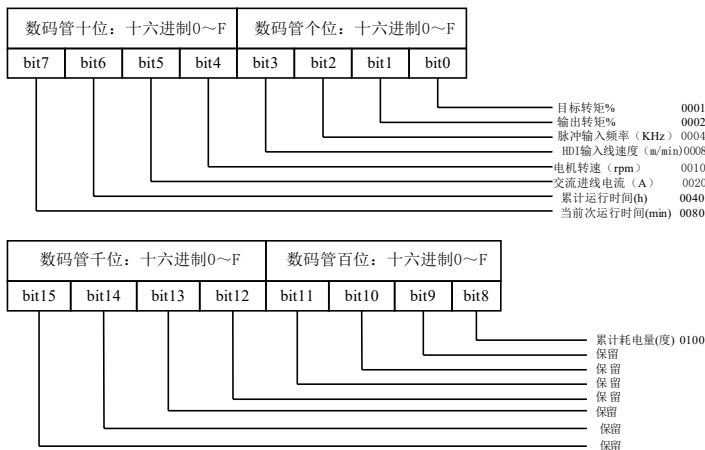 数码管十位：十六进制0～F 数码管个位：十六进制0～F
bit7 bit6 bit5 bit4 bit3 bit2 bit1 bit0
目标转矩% 0001
输出转矩% 0002
脉冲输入频率（KHz）0004
HDI输入线速度（m/min)0008
电机转速（rpm） 0010
交流进线电流（A） 0020
累计运行时间(h) 0040
当前次运行时间(min) 0080
数码管千位：十六进制0～F 数码管百位：十六进制0～F
bit15 bit14 bit13 bit12 bit11 bit10 bit9 bit8
累计耗电量(度) 0100
保留
保留
保留
保留
保留
保留
保留